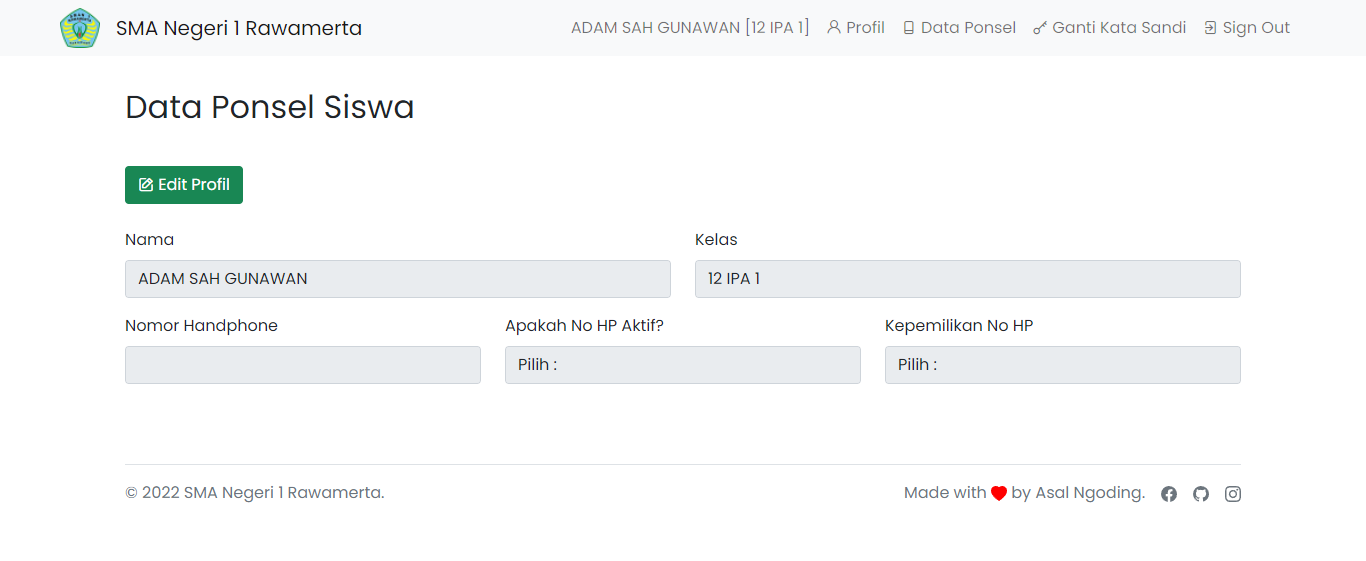 SMA Negeri 1 Rawamerta
ADAM SAH GUNAWAN [12 IPA 1] Profil Data Ponsel Ganti Kata Sandi Sign Out
Data Ponsel Siswa
Edit Profil
Nama Kelas
ADAM SAH GUNAWAN 12 IPA 1
Nomor Handphone Apakah No HP Aktif? Kepemilikan No HP
Pilih : Pilih :
© 2022 SMA Negeri 1 Rawamerta. Made with by Asal Ngoding.